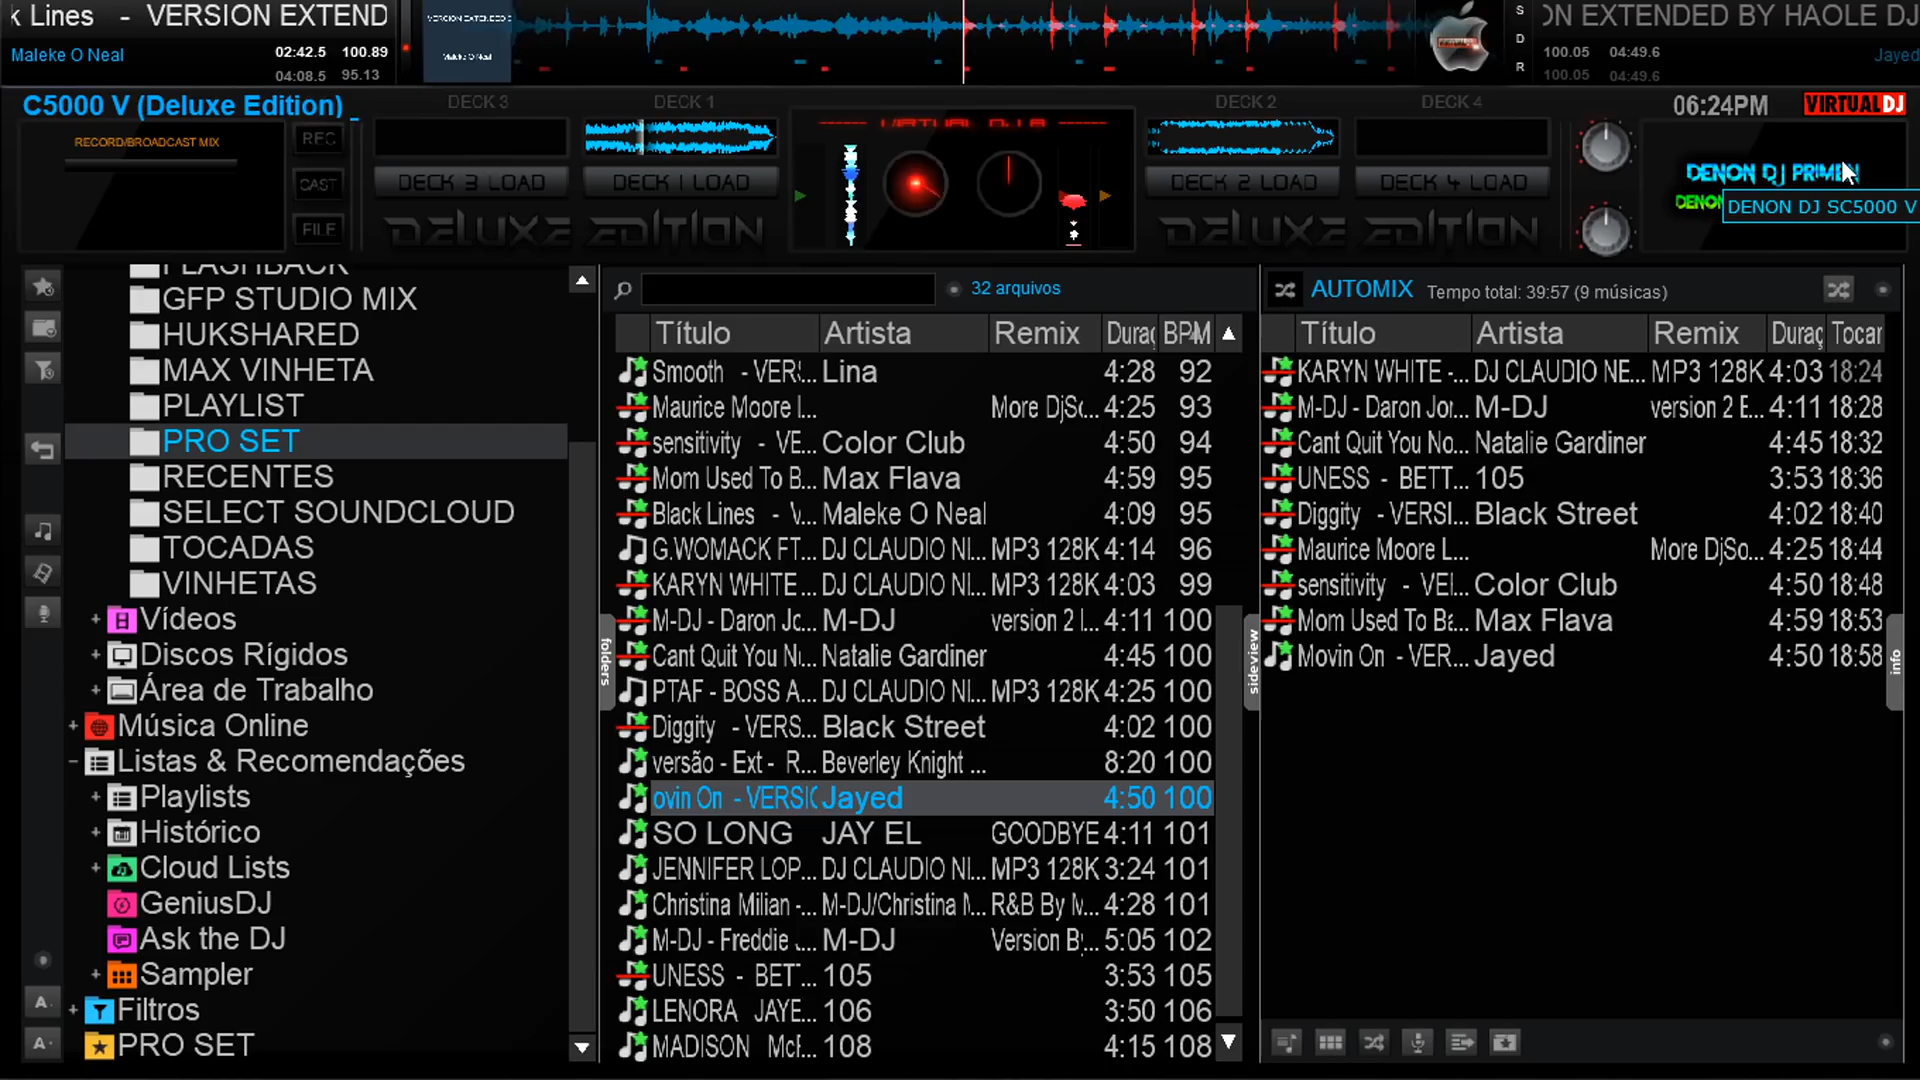 k Lines - VERSION EXTEND
Maleke O Neal
02:42.5 100.89
04:08.5 95.13
VERSION EXTENDED
Maleke O Neal
S
D
R
ON EXTENDED BY HAOLE DJ
100.05 04:49.6
100.05 04:49.6
Jayed
C5000 V (Deluxe Edition) _
RECORD/BROADCAST MIX
REC
CAST
FILE
DECK 3
DECK 1
DECK 2
DECK 4
DECK 3 LOAD
DECK 1 LOAD
DECK 2 LOAD
DECK 4 LOAD
DELUXE EDITION
DELUXE EDITION
VIRTUAL DJ 8
06:24PM
VIRTUALDJ
DENON DJ PRIME
DENON
DENON DJ SC5000 V
FLASHBACK
GFP STUDIO MIX
HUKSHARED
MAX VINHETA
PLAYLIST
PRO SET
RECENTES
SELECT SOUNDCLOUD
TOCADAS
VINHETAS
+ Vídeos
+ Discos Rígidos
+ Área de Trabalho
+ Música Online
- Listas & Recomendações
+ Playlists
+ Histórico
+ Cloud Lists
GeniusDJ
Ask the DJ
+ Sampler
+ Filtros
PRO SET
A
A
folders
32 arquivos
Título Artista Remix Duraç BPM
Smooth - VERS... Lina 4:28 92
Maurice Moore l... More DjSo... 4:25 93
sensitivity - VE... Color Club 4:50 94
Mom Used To B... Max Flava 4:59 95
Black Lines - V... Maleke O Neal 4:09 95
G.WOMACK FT... DJ CLAUDIO NI... MP3 128K 4:14 96
KARYN WHITE ... DJ CLAUDIO NI... MP3 128K 4:03 99
M-DJ - Daron Jo... M-DJ version 2 l... 4:11 100
Cant Quit You N... Natalie Gardiner 4:45 100
PTAF - BOSS A... DJ CLAUDIO NI... MP3 128K 4:25 100
Diggity - VERS... Black Street 4:02 100
versão - Ext - R... Beverley Knight ... 8:20 100
ovin On - VERSIO Jayed 4:50 100
SO LONG JAY EL GOODBYE 4:11 101
JENNIFER LOP... DJ CLAUDIO NI... MP3 128K 3:24 101
Christina Milian -... M-DJ/Christina M... R&B By M... 4:28 101
M-DJ - Freddie ... M-DJ Version By... 5:05 102
UNESS - BET... 105 3:53 105
LENORA JAYE... 106 3:50 106
MADISON McF... 108 4:15 108
sideview
AUTOMIX Tempo total: 39:57 (9 músicas)
Título Artista Remix Duraç Tocar
KARYN WHITE -... DJ CLAUDIO NE... MP3 128K 4:03 18:24
M-DJ - Daron Jor... M-DJ version 2 E... 4:11 18:28
Cant Quit You No... Natalie Gardiner 4:45 18:32
UNESS - BETT... 105 3:53 18:36
Diggity - VERSI... Black Street 4:02 18:40
Maurice Moore L... More DjSo... 4:25 18:44
sensitivity - VEI... Color Club 4:50 18:48
Mom Used To Ba... Max Flava 4:59 18:53
Movin On - VER... Jayed 4:50 18:58
info